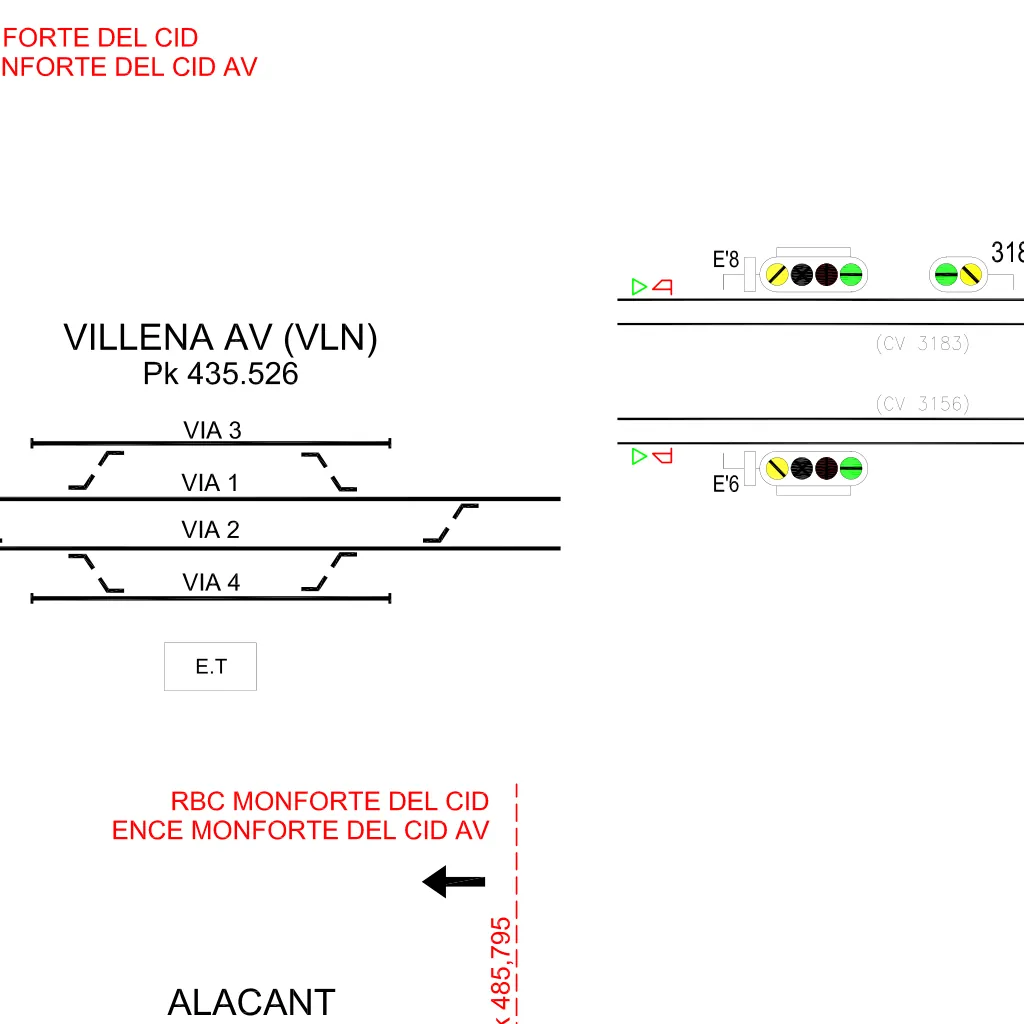 FORTE DEL CID
NFORTE DEL CID AV
E'8
318
(CV 3183)
(CV 3156)
E'6
VILLENA AV (VLN)
Pk 435.526
VIA 3
VIA 1
VIA 2
VIA 4
E.T
RBC MONFORTE DEL CID
ENCE MONFORTE DEL CID AV
485,795
ALACANT